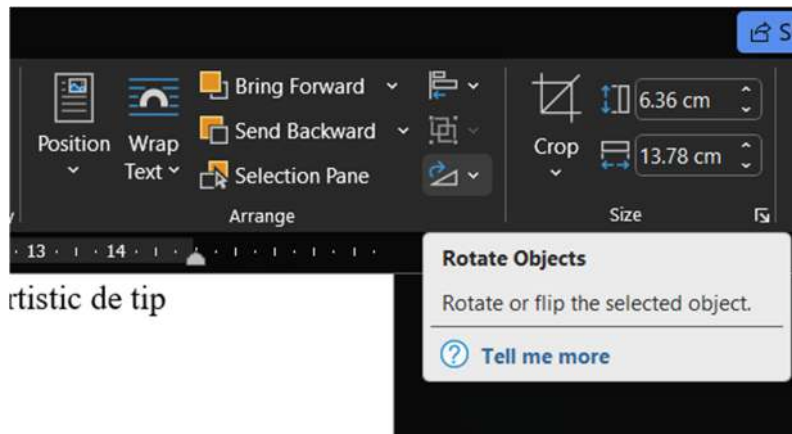 S
Position
Wrap Text
Bring Forward
Send Backward
Selection Pane
Arrange
Crop
6.36 cm
13.78 cm
Size
13 14
Rotate Objects
Rotate or flip the selected object.
Tell me more
rtistic de tip